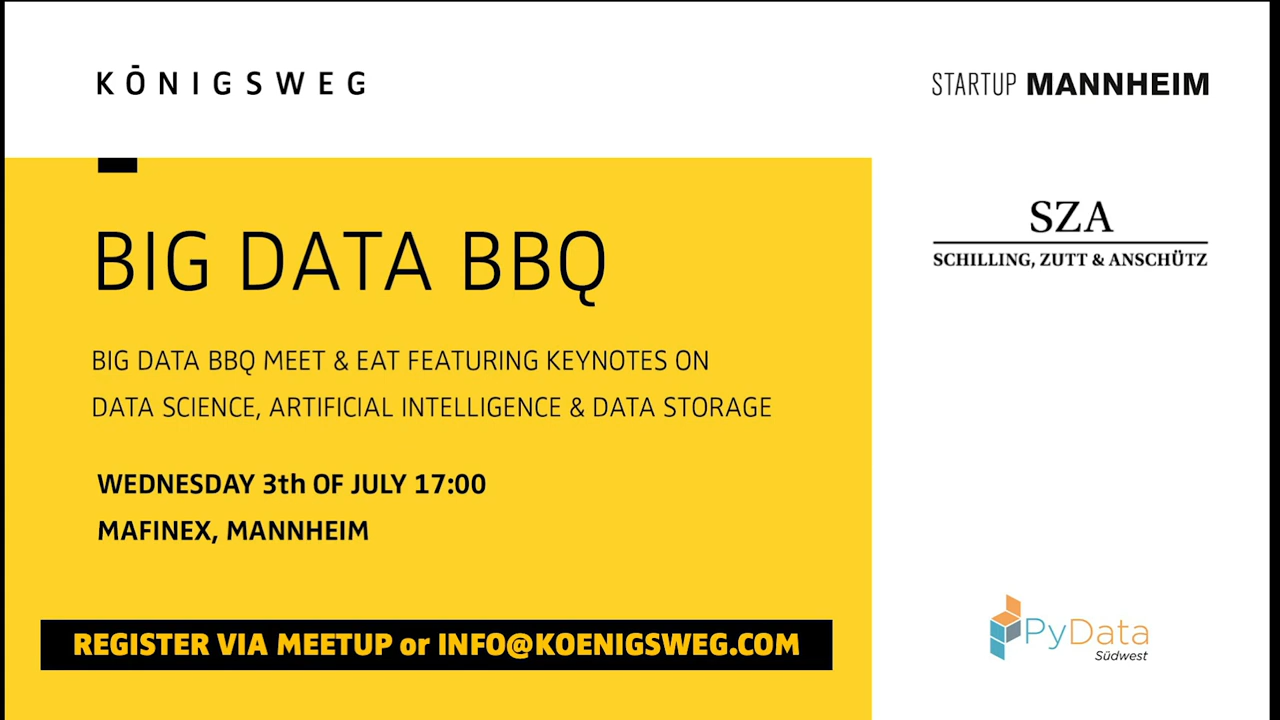 KŌNIGSWEG
STARTUP MANNHEIM
SZA
SCHILLING, ZUTT & ANSCHÜTZ
BIG DATA BBQ
BIG DATA BBQ MEET & EAT FEATURING KEYNOTES ON
DATA SCIENCE, ARTIFICIAL INTELLIGENCE & DATA STORAGE
WEDNESDAY 3th OF JULY 17:00
MAFINEX, MANNHEIM
REGISTER VIA MEETUP or INFO@KOENIGSWEG.COM
PyData
Südwest